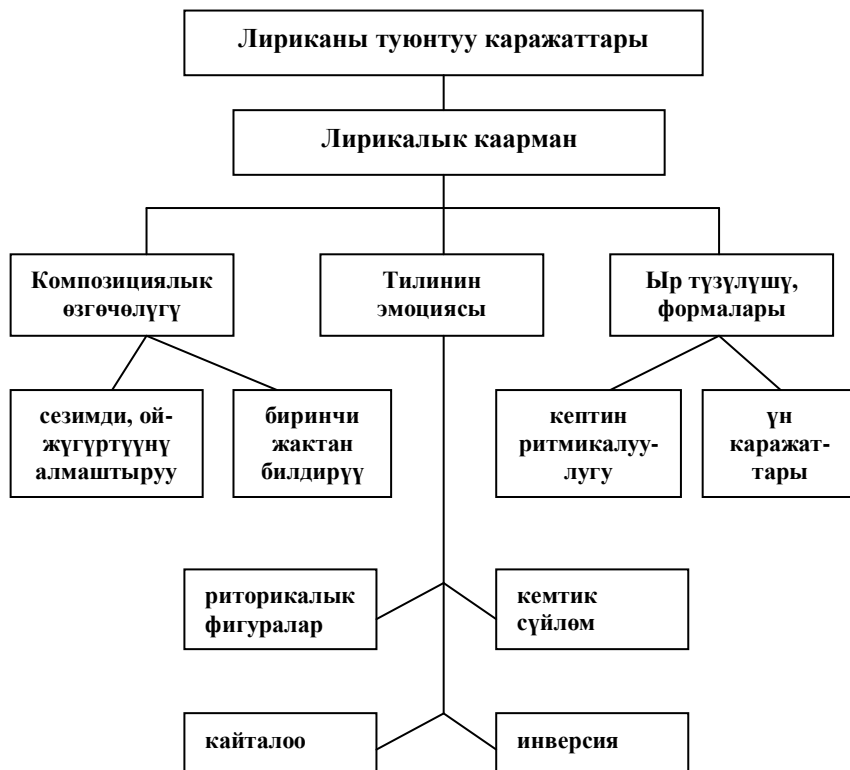 Лириканы туюнтуу каражаттары
Лирикалык каарман
Композициялык
өзгөчөлүгү
Тилинин
эмоциясы
Ыр түзүлүшү,
формалары
сезимди, ой-
жүгүртүүнү
алмаштыруу
биринчи
жактан
билдирүү
кептин
ритмикалуу-
лугу
үн
каражат-
тары
риторикалык
фигуралар
кемтик
сүйлөм
кайталоо
инверсия